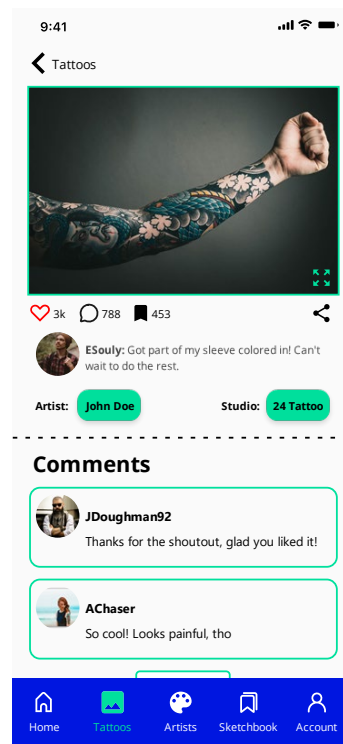 9:41
Tattoos
3k 788 453
ESouly: Got part of my sleeve colored in! Can't
wait to do the rest.
Artist: John Doe Studio: 24 Tattoo
Comments
JDoughman92
Thanks for the shoutout, glad you liked it!
AChaser
So cool! Looks painful, tho
Home Tattoos Artists Sketchbook Account